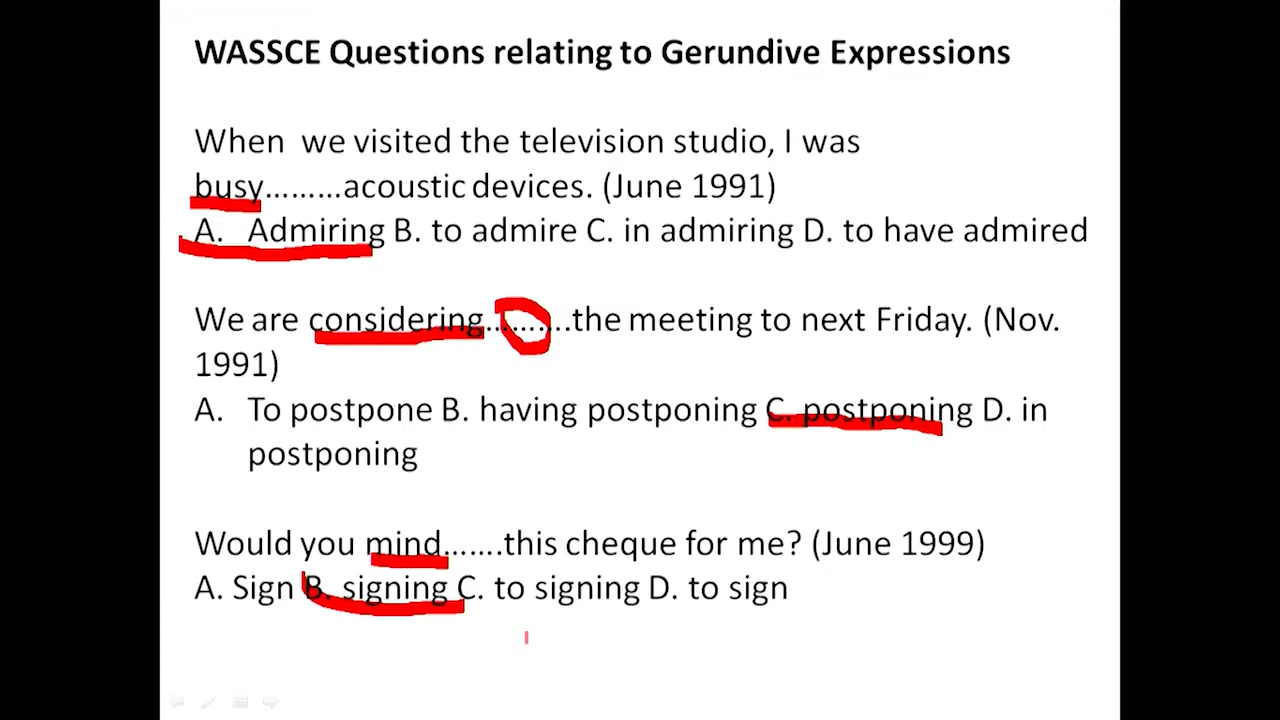 WASSCE Questions relating to Gerundive Expressions
When we visited the television studio, I was
busy.........acoustic devices. (June 1991)
A. Admiring B. to admire C. in admiring D. to have admired
We are considering..........the meeting to next Friday. (Nov.
1991)
A. To postpone B. having postponing C. postponing D. in
postponing
Would you mind.......this cheque for me? (June 1999)
A. Sign B. signing C. to signing D. to sign